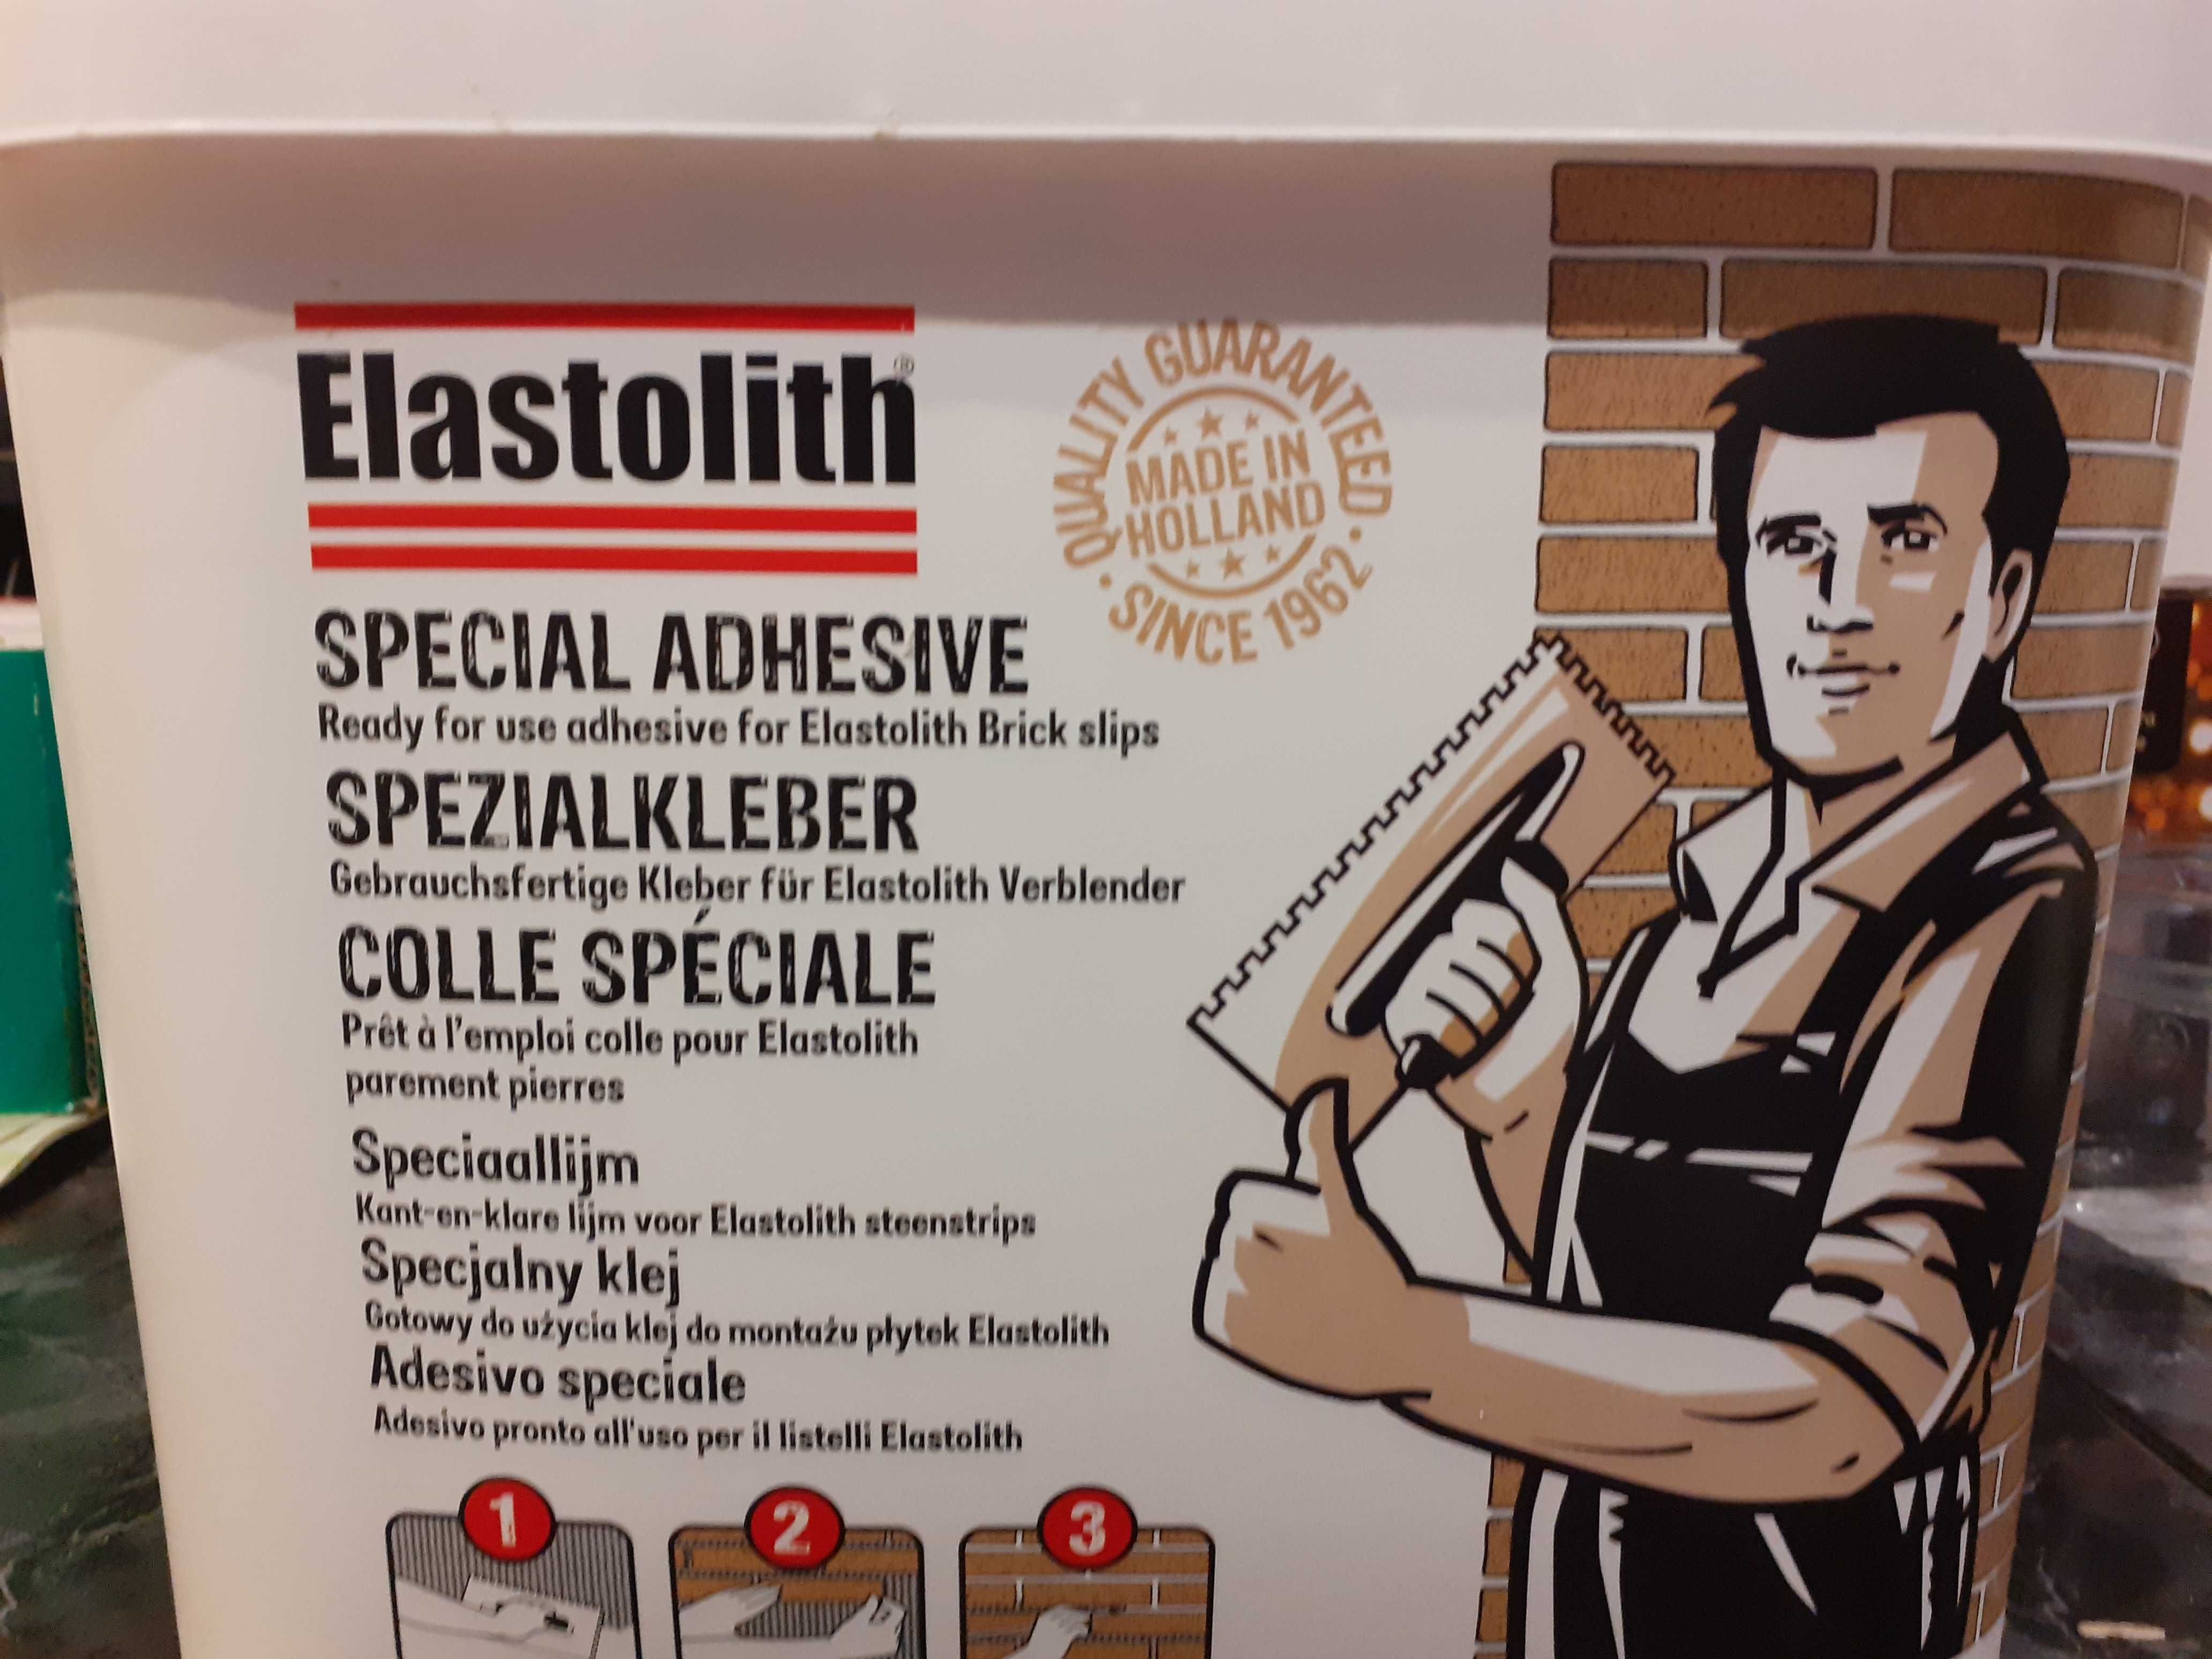 Elastolith®
QUALITY GUARANTEED
MADE IN
HOLLAND
· SINCE 1962 ·
SPECIAL ADHESIVE
Ready for use adhesive for Elastolith Brick slips
SPEZIALKLEBER
Gebrauchsfertige Kleber für Elastolith Verblender
COLLE SPÉCIALE
Prêt à l'emploi colle pour Elastolith
parement pierres
Speciaallijm
Kant-en-klare lijm voor Elastolith steenstrips
Specjalny klej
Gotowy do użycia klej do montażu płytek Elastolith
Adesivo speciale
Adesivo pronto all'uso per il listelli Elastolith
1 2 3